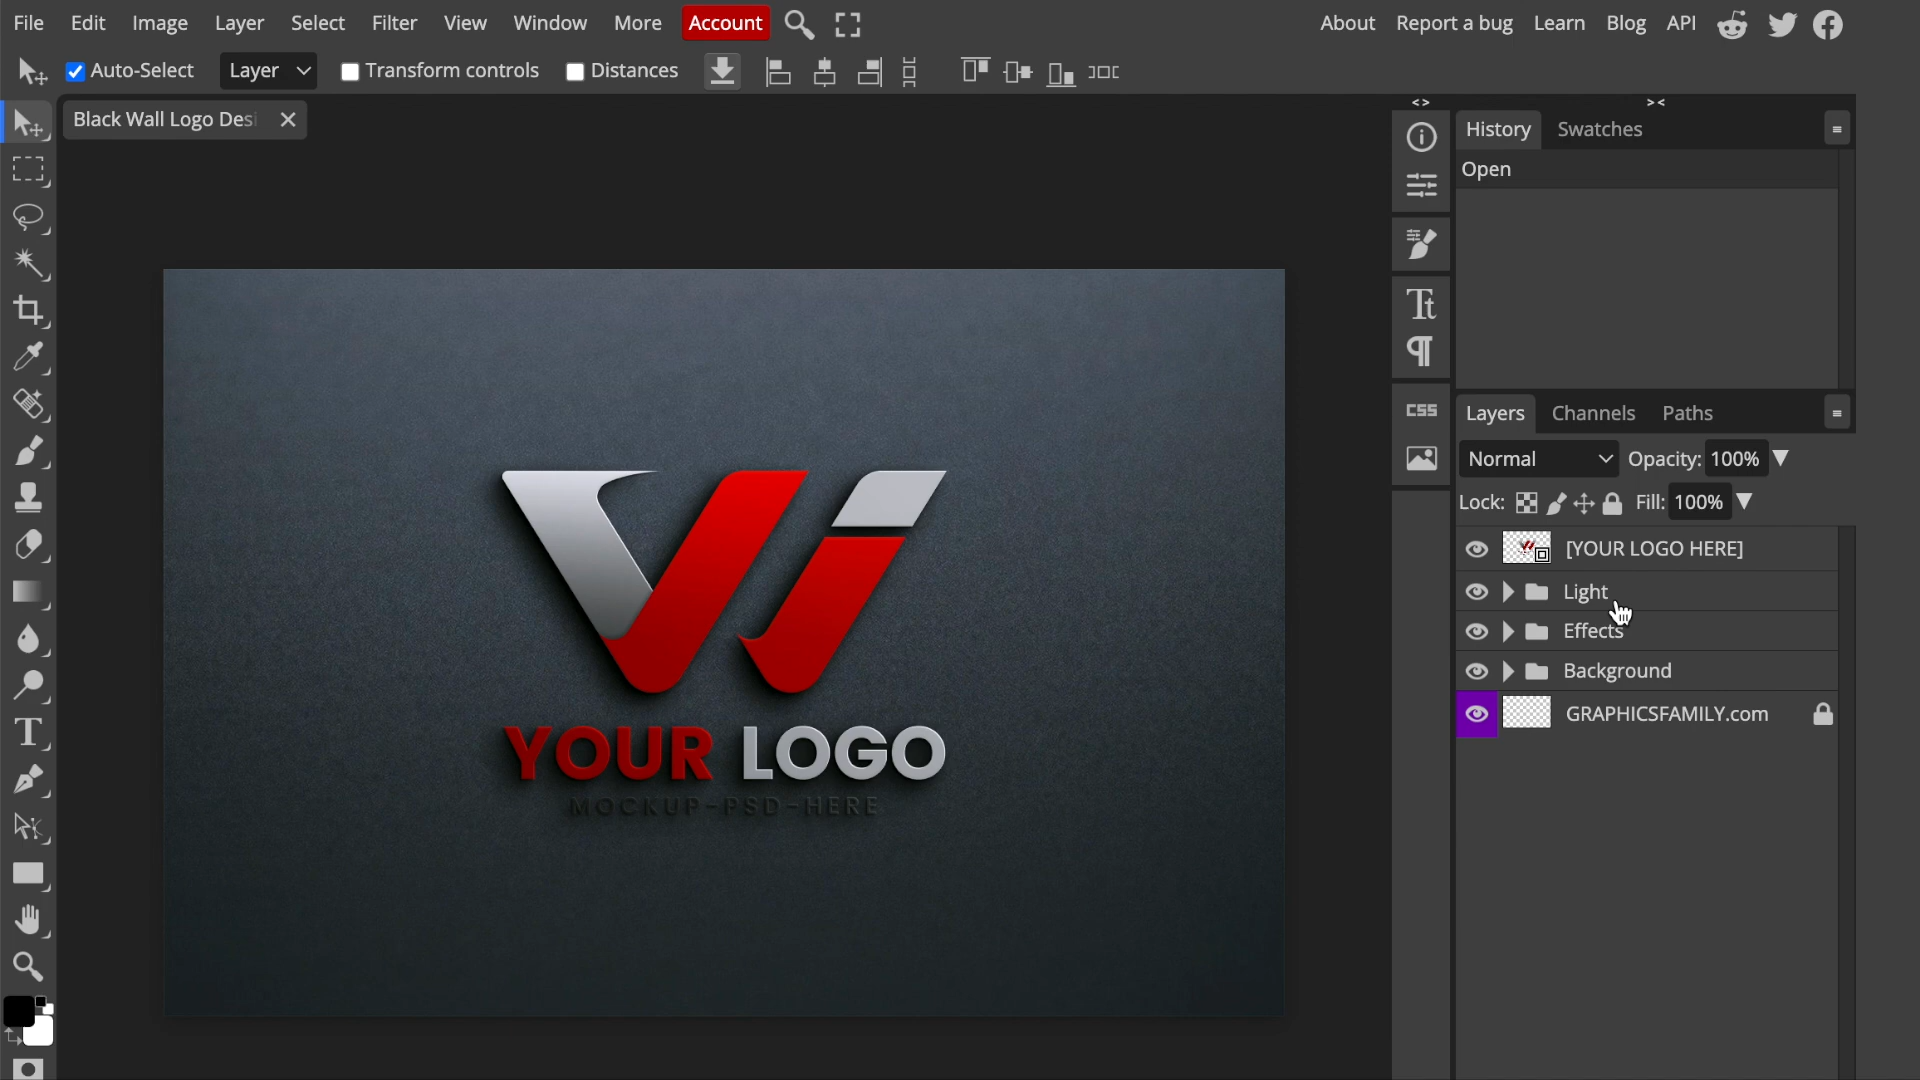 File Edit Image Layer Select Filter View Window More Account About Report a bug Learn Blog API
Auto-Select Layer Transform controls Distances
Black Wall Logo Desi
History Swatches
Open
Tt
CSS
Layers Channels Paths
Normal Opacity: 100%
Lock: Fill: 100%
[YOUR LOGO HERE]
Light
Effects
Background
GRAPHICSFAMILY.com
YOUR LOGO
MOCKUP-PSD-HERE
T